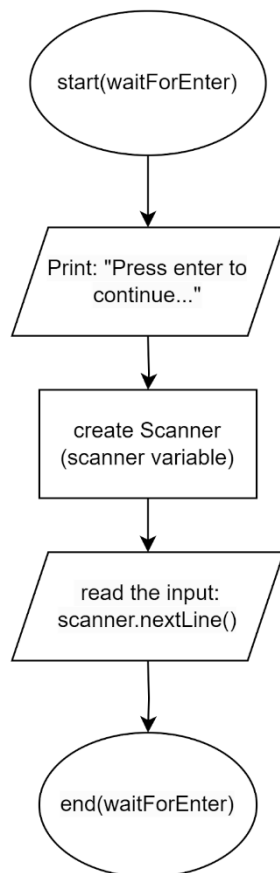 start(waitForEnter)
Print: "Press enter to
continue..."
create Scanner
(scanner variable)
read the input:
scanner.nextLine()
end(waitForEnter)